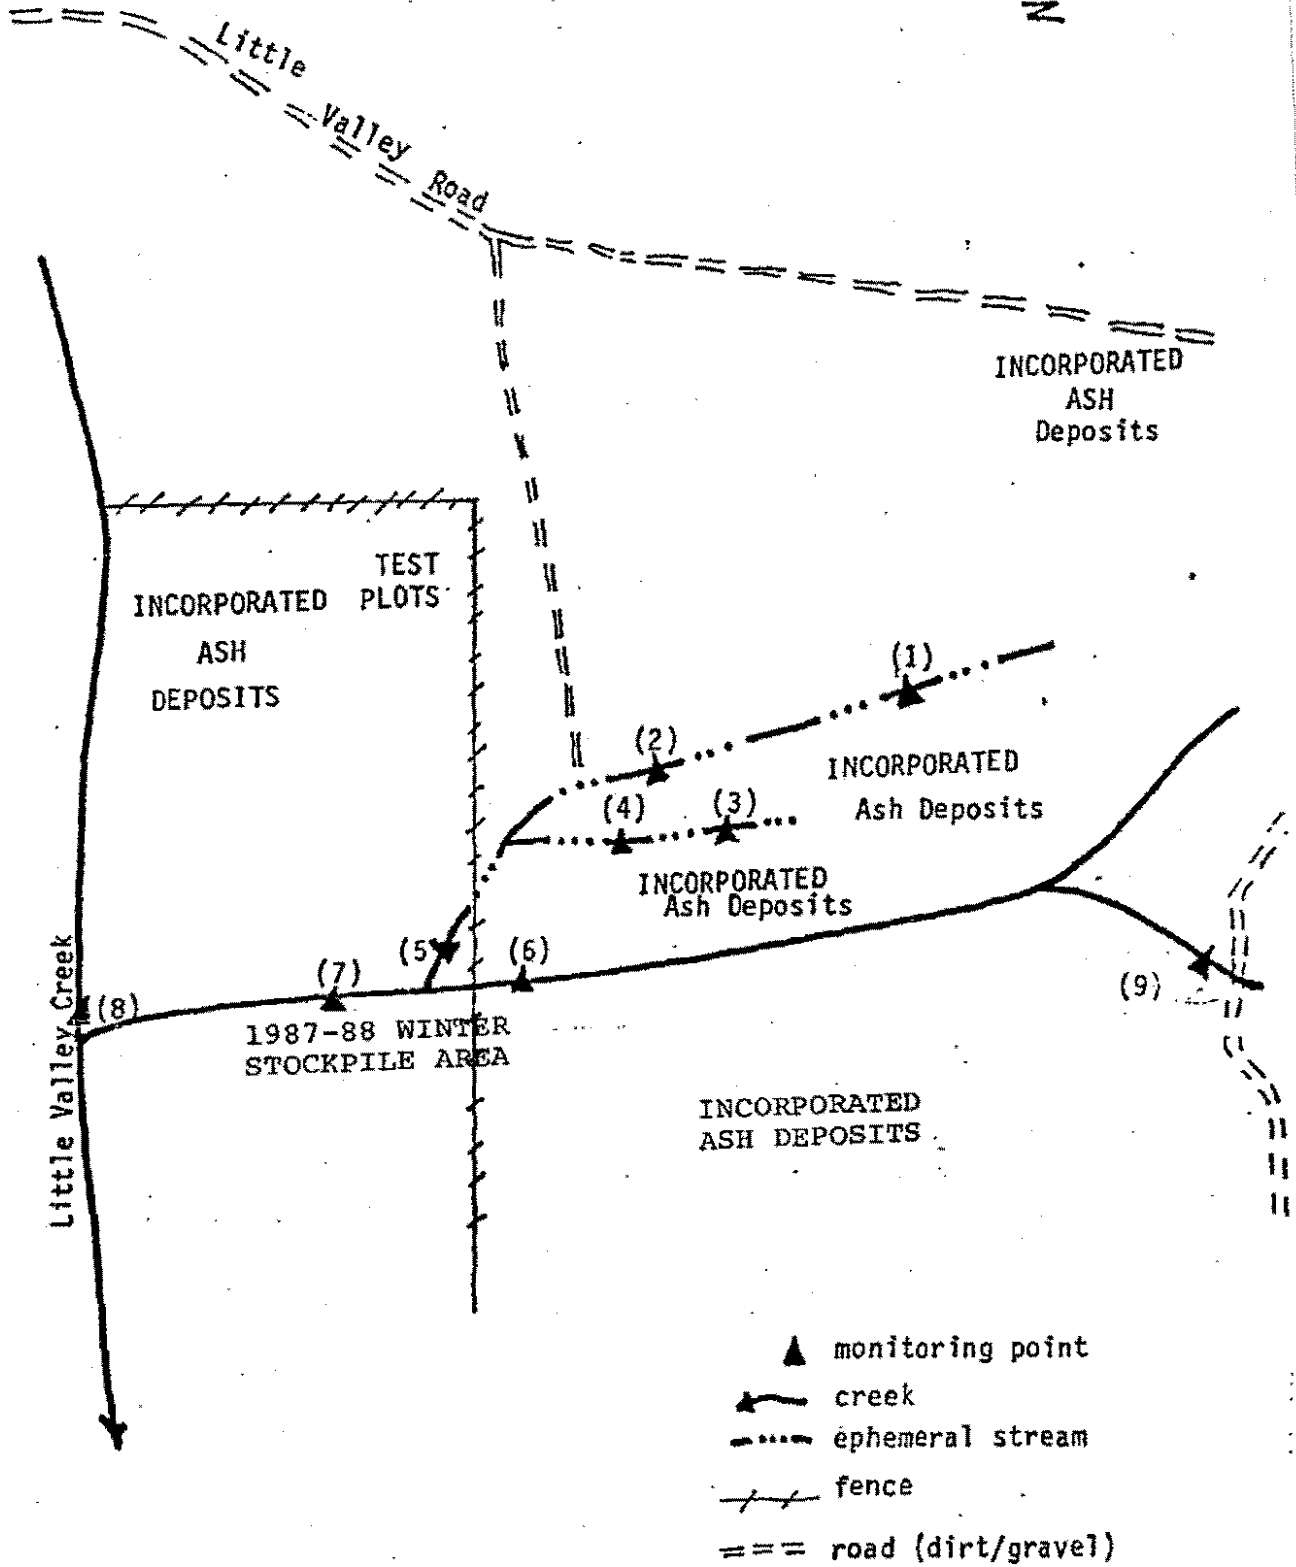 N
Little Valley Road
INCORPORATED
ASH
Deposits
TEST
PLOTS
INCORPORATED
ASH
DEPOSITS
(1)
(2)
INCORPORATED
Ash Deposits
(4)
(3)
INCORPORATED
Ash Deposits
(5)
(6)
(7)
(8)
(9)
Little Valley Creek
1987-88 WINTER
STOCKPILE AREA
INCORPORATED
ASH DEPOSITS
monitoring point
creek
ephemeral stream
fence
road (dirt/gravel)